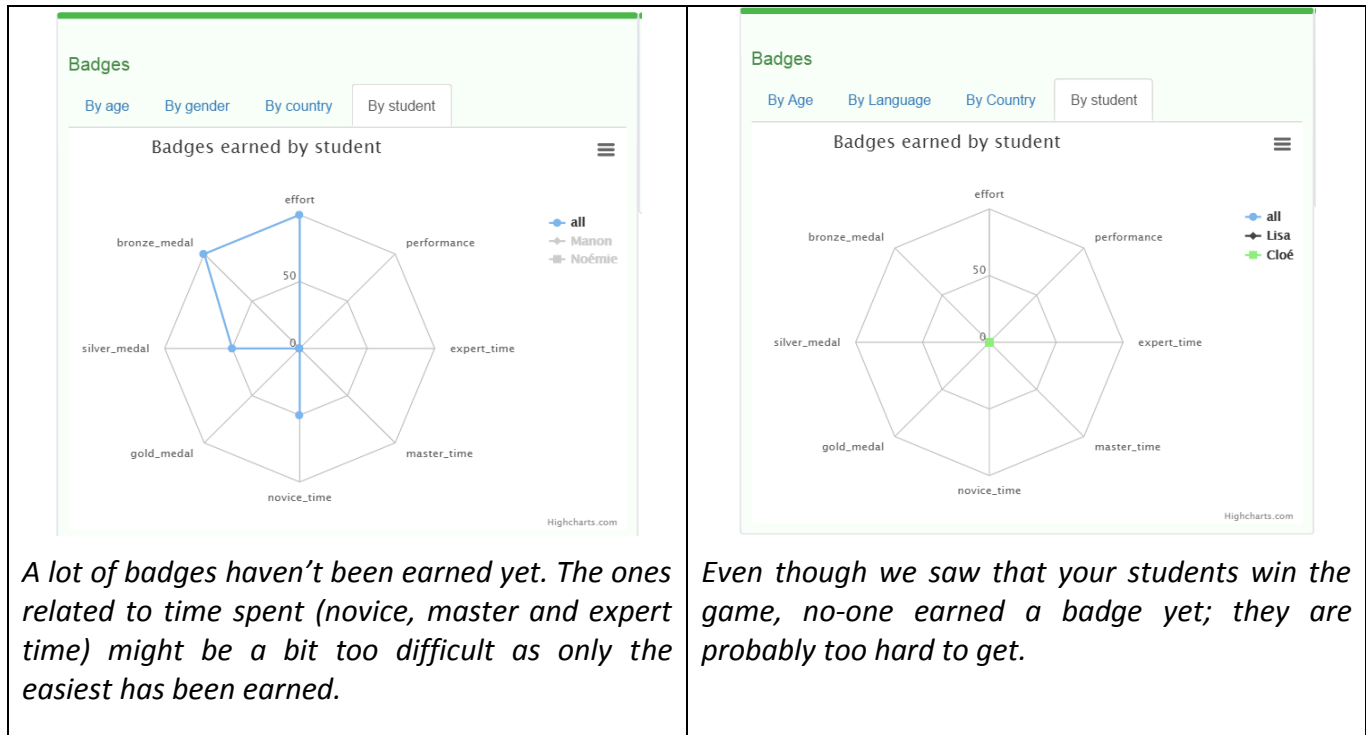 Badges
By age By gender By country By student
Badges earned by student
effort
all
bronze_medal
performance
Manon
Noémie
50
silver_medal
0
expert_time
gold_medal
master_time
novice_time
Highcharts.com
A lot of badges haven’t been earned yet. The ones
related to time spent (novice, master and expert
time) might be a bit too difficult as only the
easiest has been earned.
Badges
By Age By Language By Country By student
Badges earned by student
effort
all
bronze_medal
performance
Lisa
Cloé
50
silver_medal
0
expert_time
gold_medal
master_time
novice_time
Highcharts.com
Even though we saw that your students win the
game, no-one earned a badge yet; they are
probably too hard to get.